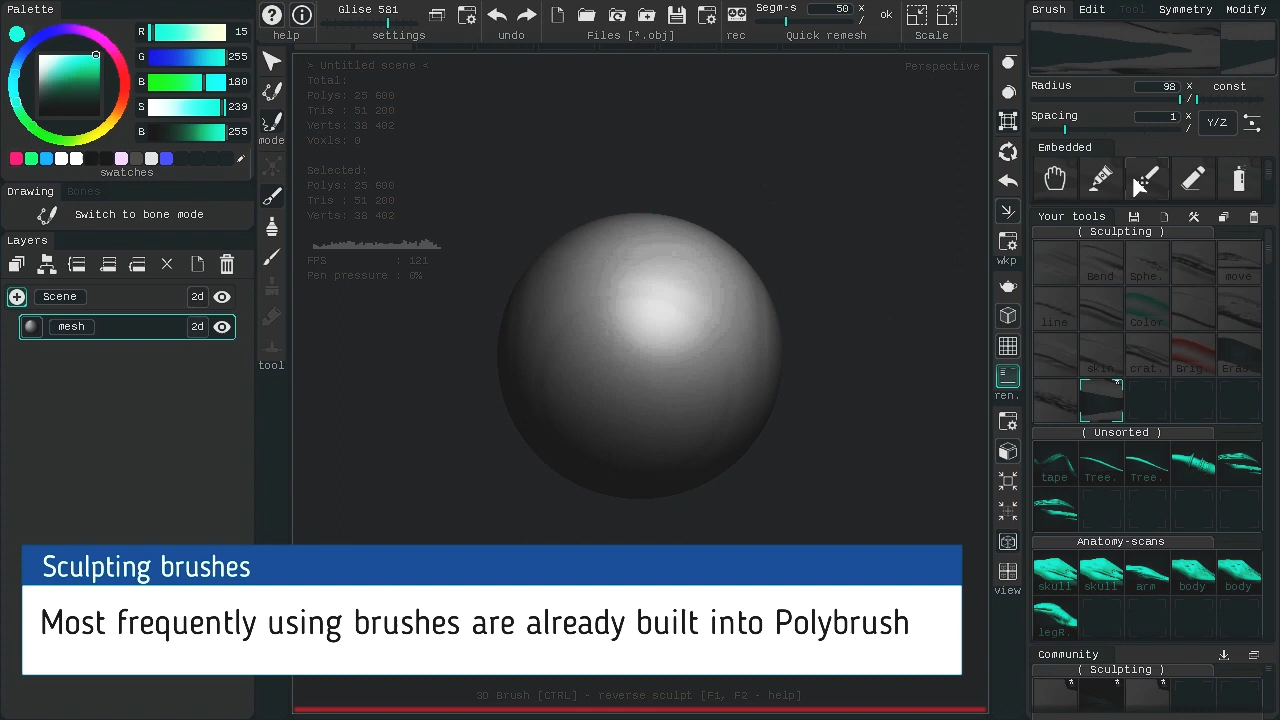 Palette
Glise 581
Segm-s 50 x
/
ok
Brush Edit Tool Symmetry Modify
help
settings
undo
Files [*.obj]
rec
Quick remesh
Scale
R 15
G 255
B 180
S 239
B 255
swatches
> Untitled scene <
Total:
Polys: 25 600
Tris : 51 200
Verts: 38 402
Voxls: 0
Selected:
Polys: 25 600
Tris : 51 200
Verts: 38 402
FPS : 121
Pen pressure : 0%
Perspective
mode
tool
Drawing Bones
Switch to bone mode
Layers
Scene 2d
mesh 2d
wkp
ren.
view
Radius 98 x
/ const
Spacing 1 x
/ Y/Z
Embedded
Your tools
( Sculpting )
Bend Sphe. move
line Color
skin crat. Brig. Eras
( Unsorted )
tape Tree. Tree.
Anatomy-scans
skull skull arm body body
legR.
Community
( Sculpting )
Sculpting brushes
Most frequently using brushes are already built into Polybrush
3D Brush [CTRL] - reverse sculpt [F1, F2 - help]